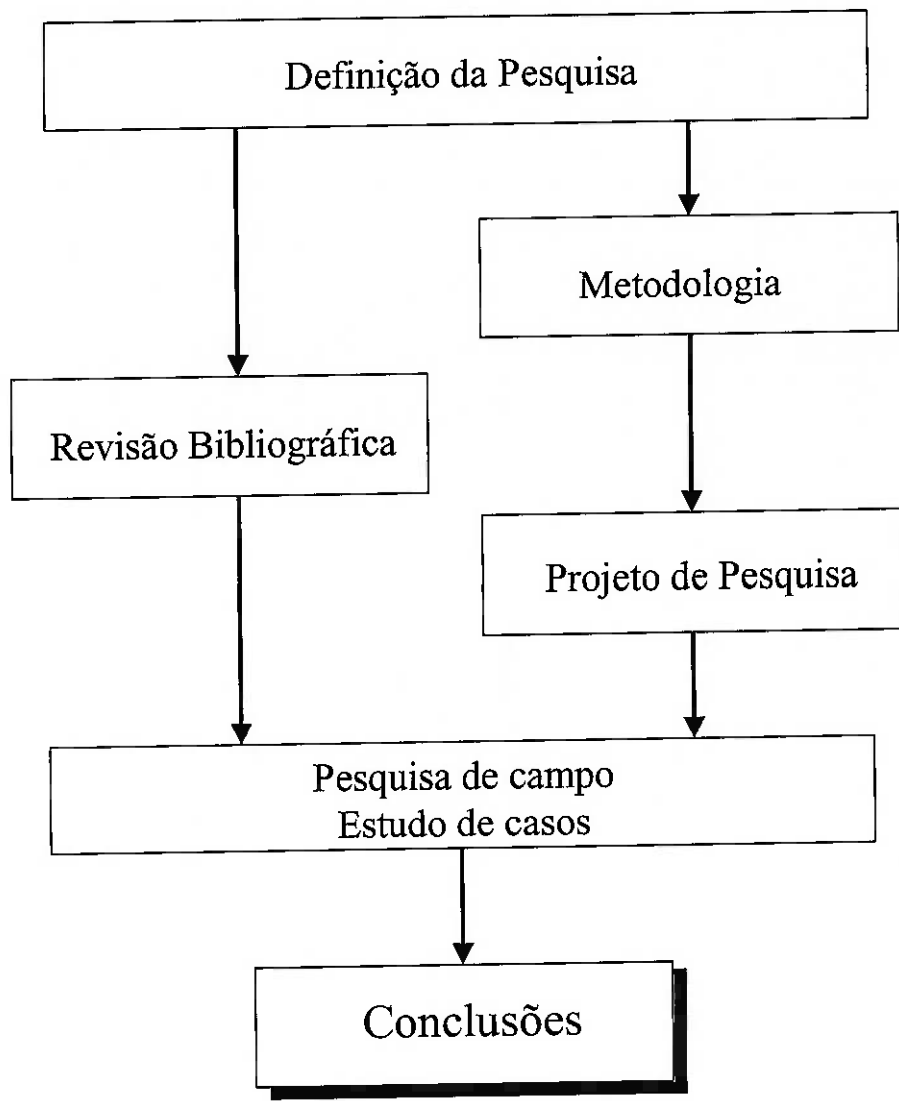 Definição da Pesquisa
Metodologia
Revisão Bibliográfica
Projeto de Pesquisa
Pesquisa de campo
Estudo de casos
Conclusões